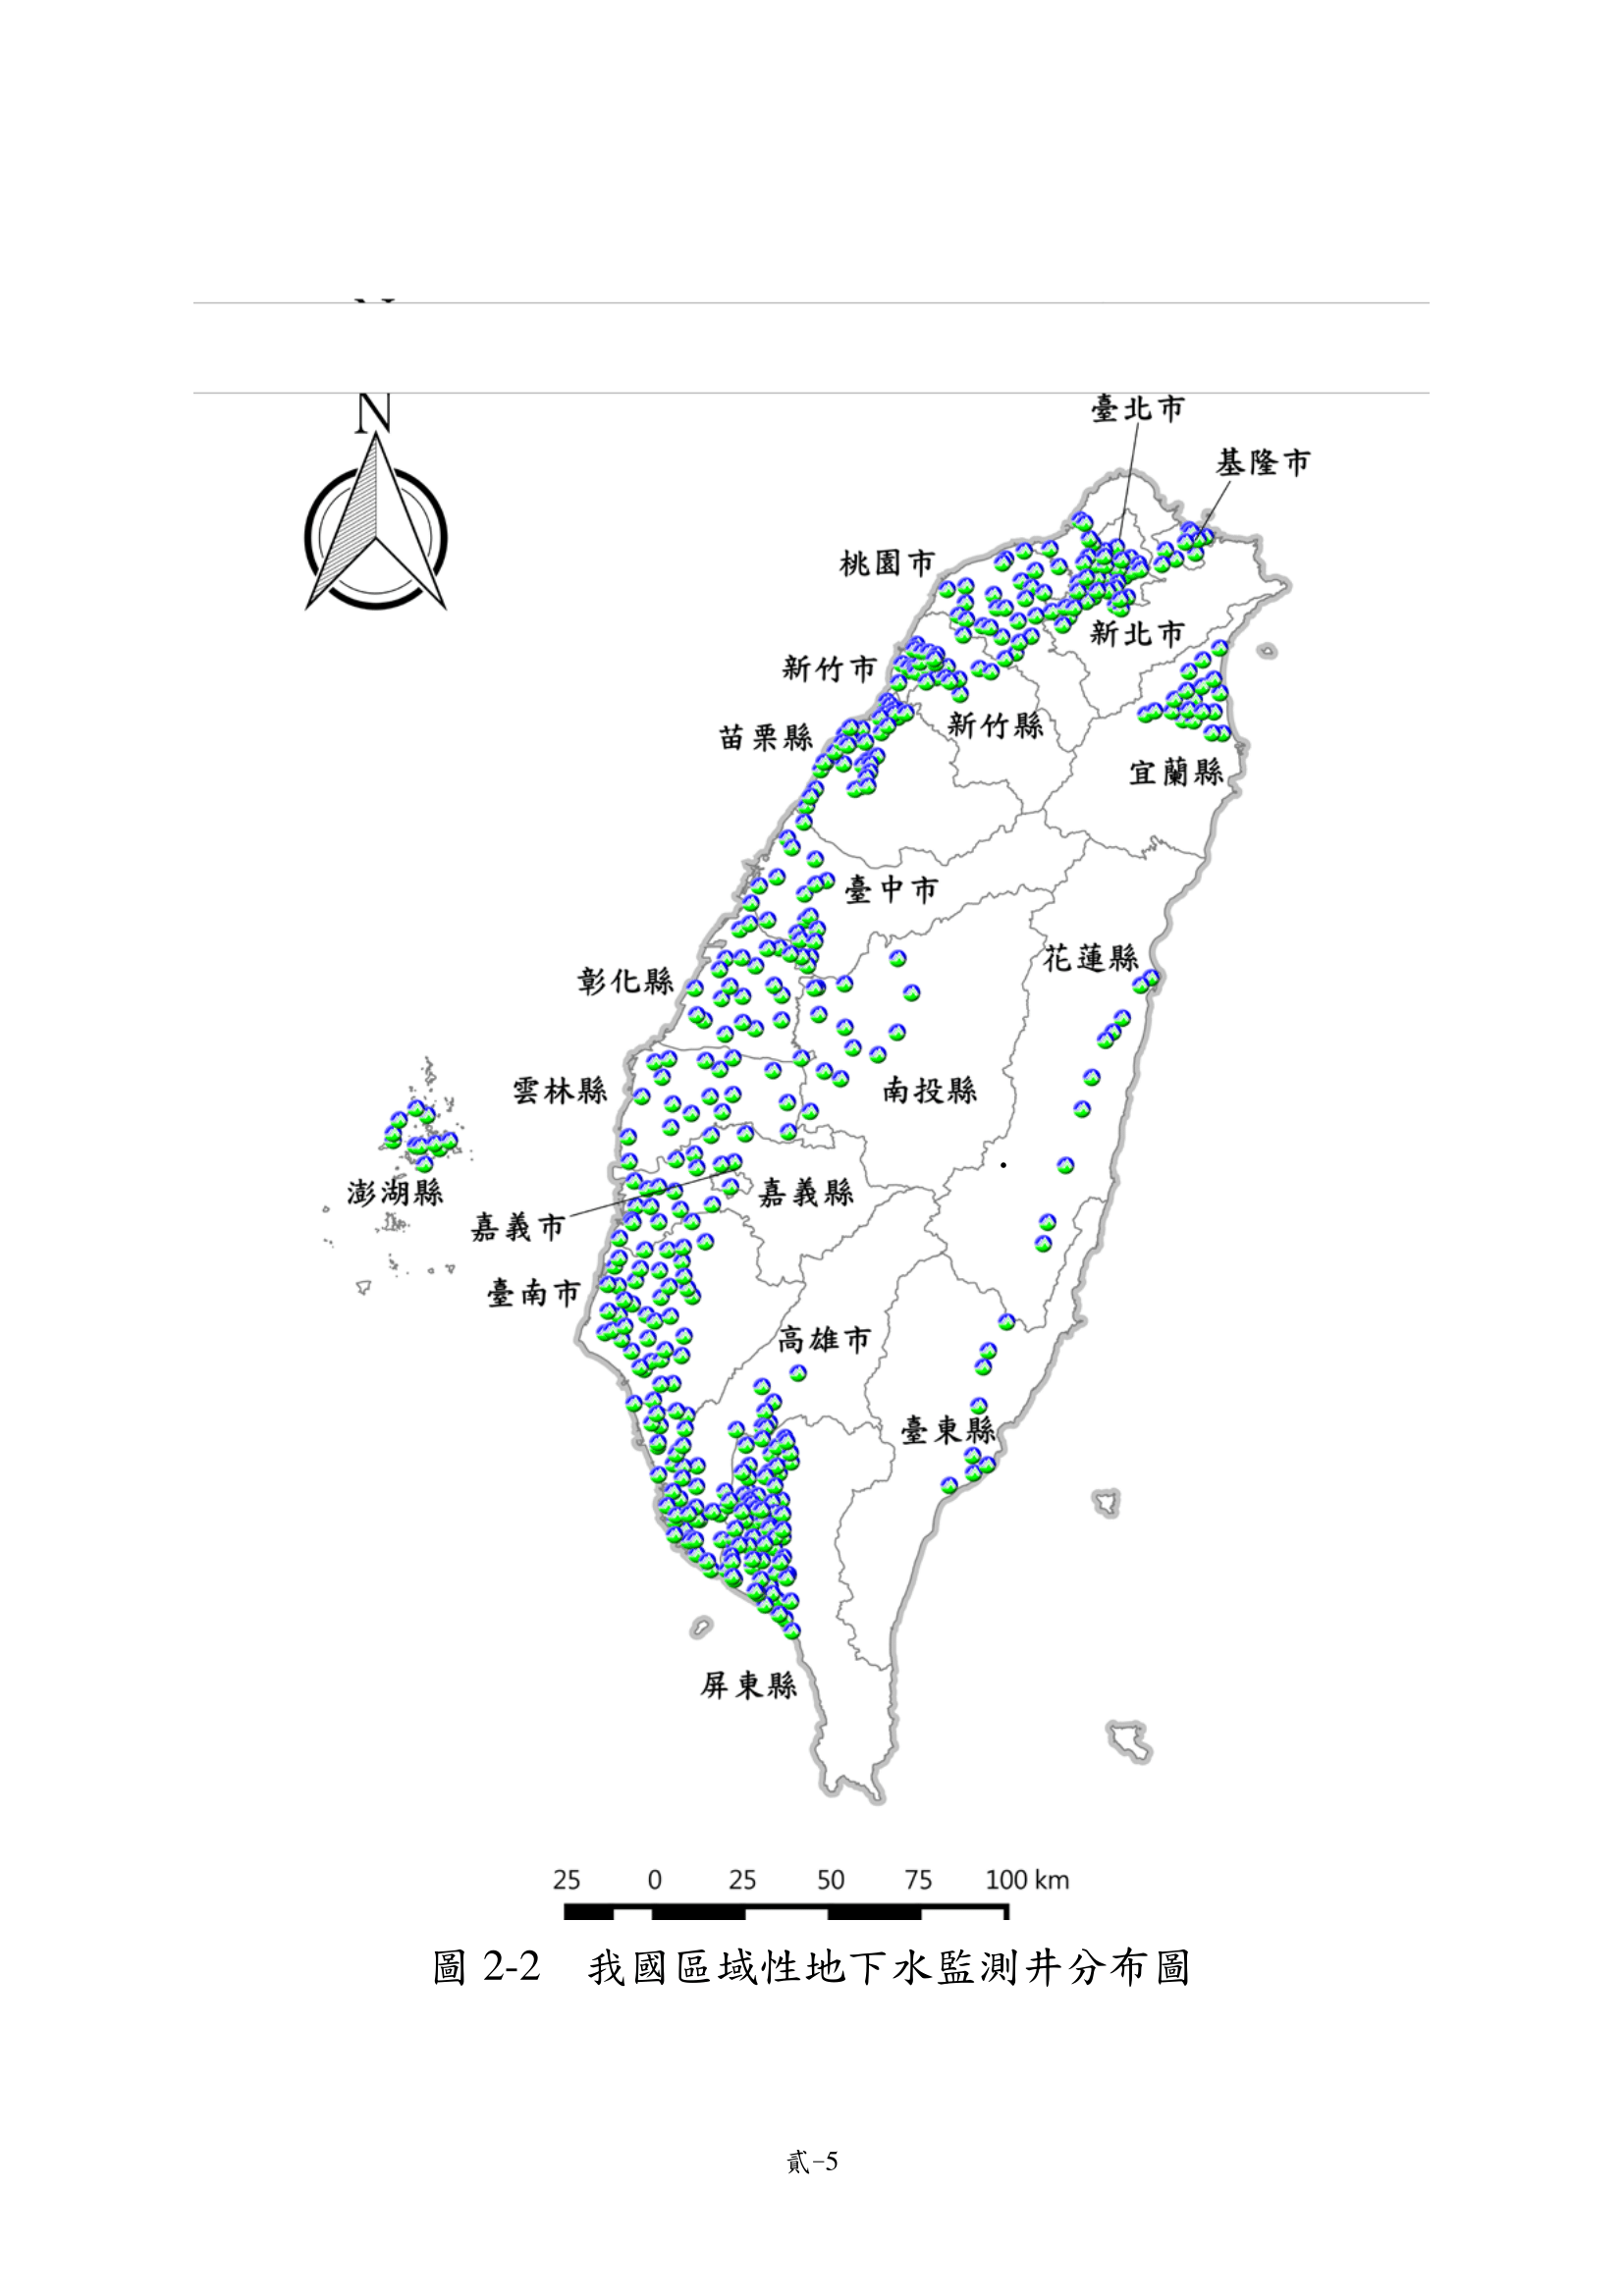 N
臺北市
基隆市
桃園市
新北市
新竹市
新竹縣
苗栗縣
宜蘭縣
臺中市
花蓮縣
彰化縣
雲林縣
南投縣
澎湖縣
嘉義縣
嘉義市
臺南市
高雄市
臺東縣
屏東縣
25 0 25 50 75 100 km
圖 2-2 我國區域性地下水監測井分布圖
貳-5